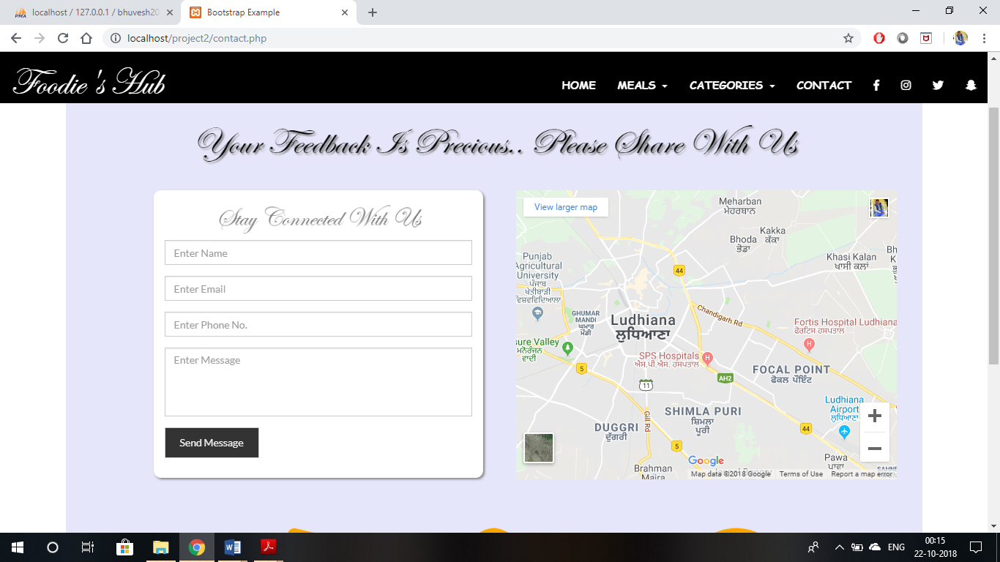 localhost / 127.0.0.1 / bhuvesh20
Bootstrap Example
localhost/project2/contact.php
Foodie's Hub
HOME
MEALS
CATEGORIES
CONTACT
Your Feedback Is Precious.. Please Share With Us
Stay Connected With Us
Enter Name
Enter Email
Enter Phone No.
Enter Message
Send Message
View larger map
Meharban
ਮੇਹਰਥਾਨ
Kakka
ਕੱਕਾ
Bhoda
ਭੋਡਾ
Khasi Kalan
ਖਾਸੀ ਕਲਾਂ
Bh
Punjab
Agricultural
University
ਪੰਜਾਬ
ਖੇਤੀਬਾੜੀ
ਵਿਸ਼ਵਵਿਦਿਆਲਾ
44
Chandigarh Rd
GHUMAR
MANDI
ਘੁਮਾਰ
ਮੰਡੀ
Ludhiana
ਲੁਧਿਆਣਾ
Fortis Hospital Ludhiana
ਫੋਰਟਿਸ ਹਸਪਤਾਲ
sure Valley
ਮਨੋਰੰਜਨ
ਵਾਦੀ
SPS Hospitals
ਐਸ.ਪੀ.ਐਸ. ਹਸਪਤਾਲ
5
FOCAL POINT
ਫੋਕਲ ਪੌਇੰਟ
AH2
11
Gill Rd
SHIMLA PURI
ਸ਼ਿਮਲਾ
ਪੂਰੀ
Ludhiana
Airport
ਲੁਧਿਆਣਾ
DUGGRI
ਦੁੱਗਰੀ
44
5
Pawa
ਪਾਵਾ
Brahman
Majra
Google
Map data ©2018 Google
Terms of Use
Report a map error
ENG
00:15
22-10-2018